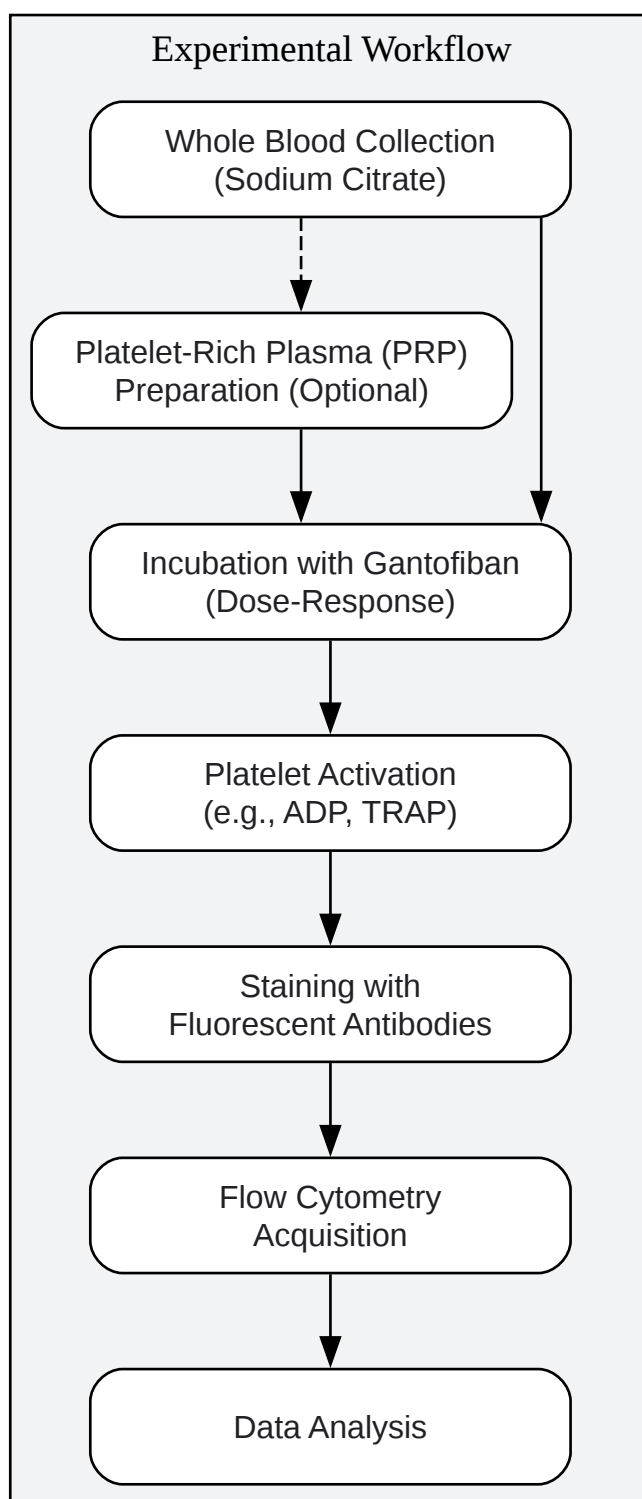 Experimental Workflow
Whole Blood Collection
(Sodium Citrate)
Platelet-Rich Plasma (PRP)
Preparation (Optional)
Incubation with Gantofiban
(Dose-Response)
Platelet Activation
(e.g., ADP, TRAP)
Staining with
Fluorescent Antibodies
Flow Cytometry
Acquisition
Data Analysis